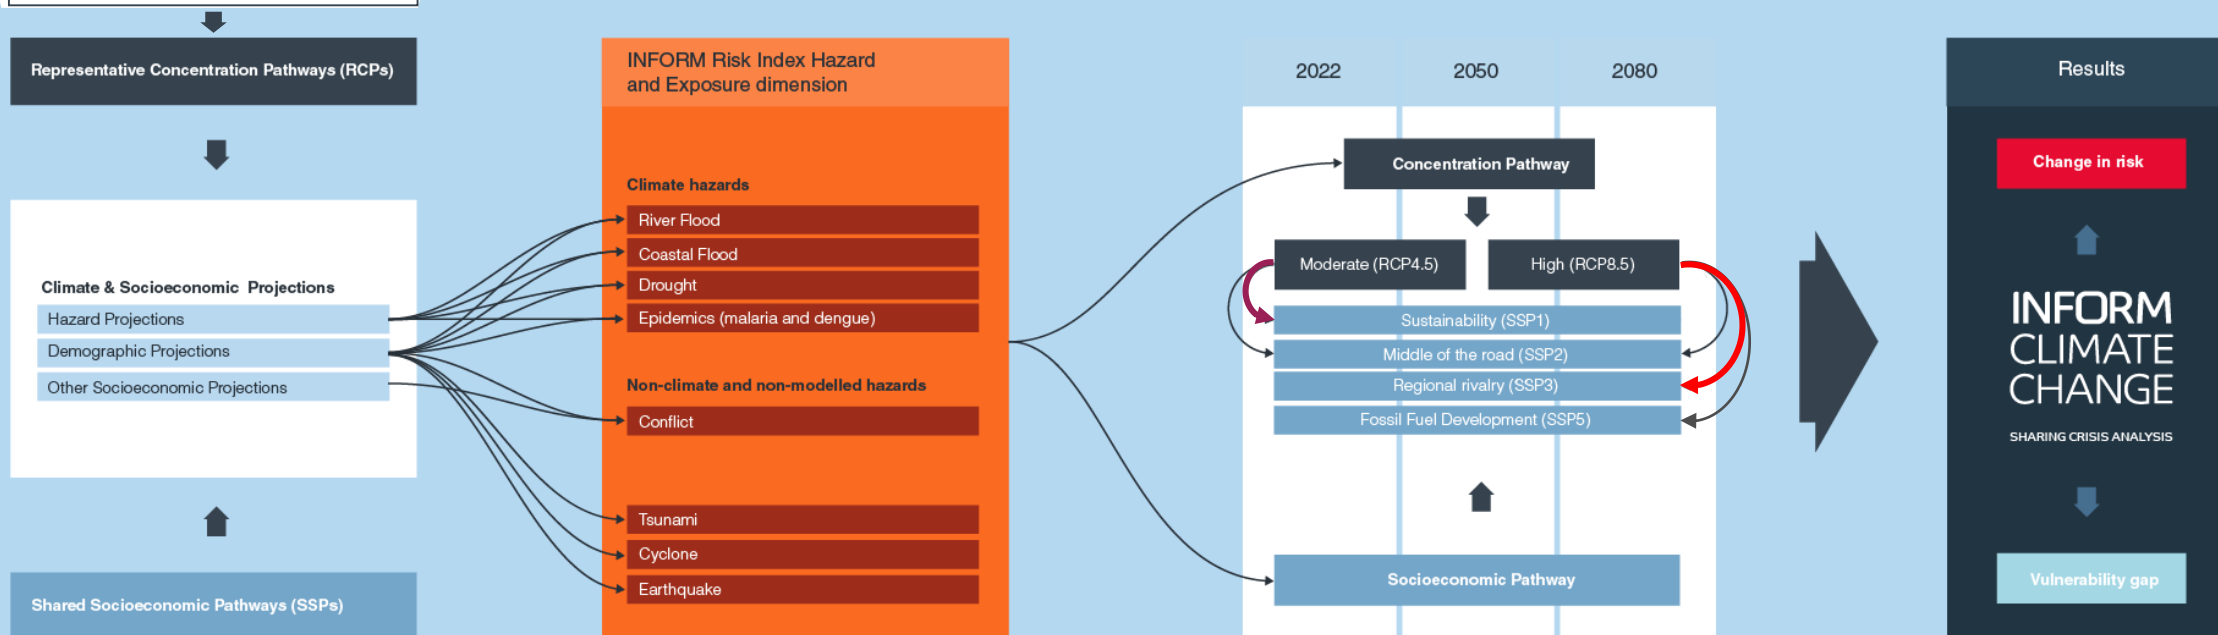 Representative Concentration Pathways (RCPs)
Climate & Socioeconomic Projections
Hazard Projections
Demographic Projections
Other Socioeconomic Projections
Shared Socioeconomic Pathways (SSPs)
INFORM Risk Index Hazard
and Exposure dimension
Climate hazards
River Flood
Coastal Flood
Drought
Epidemics (malaria and dengue)
Non-climate and non-modelled hazards
Conflict
Tsunami
Cyclone
Earthquake
2022
2050
2080
Concentration Pathway
Moderate (RCP4.5)
High (RCP8.5)
Sustainability (SSP1)
Middle of the road (SSP2)
Regional rivalry (SSP3)
Fossil Fuel Development (SSP5)
Socioeconomic Pathway
Results
Change in risk
INFORM
CLIMATE
CHANGE
SHARING CRISIS ANALYSIS
Vulnerability gap